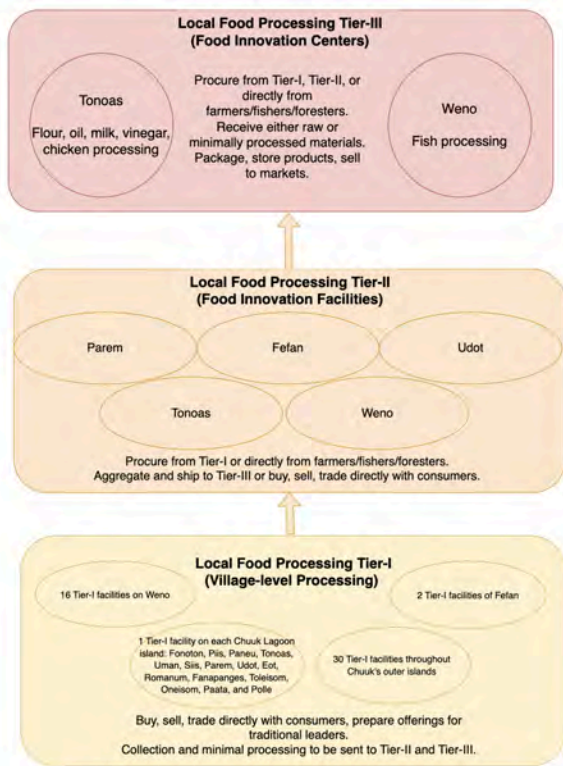 Local Food Processing Tier-III
(Food Innovation Centers)
Tonoas
Flour, oil, milk, vinegar,
chicken processing
Procure from Tier-I, Tier-II, or
directly from
farmers/fishers/foresters.
Receive either raw or
minimally processed materials.
Package, store products, sell
to markets.
Weno
Fish processing
Local Food Processing Tier-II
(Food Innovation Facilities)
Parem
Fefan
Udot
Tonoas
Weno
Procure from Tier-I or directly from farmers/fishers/foresters.
Aggregate and ship to Tier-III or buy, sell, trade directly with consumers.
Local Food Processing Tier-I
(Village-level Processing)
16 Tier-I facilities on Weno
2 Tier-I facilities of Fefan
1 Tier-I facility on each Chuuk Lagoon
island: Fonoton, Piis, Paneu, Tonoas,
Uman, Siis, Parem, Udot, Eot,
Romanum, Fanapanges, Toleisom,
Oneisom, Paata, and Polle
30 Tier-I facilities throughout
Chuuk's outer islands
Buy, sell, trade directly with consumers, prepare offerings for
traditional leaders.
Collection and minimal processing to be sent to Tier-II and Tier-III.